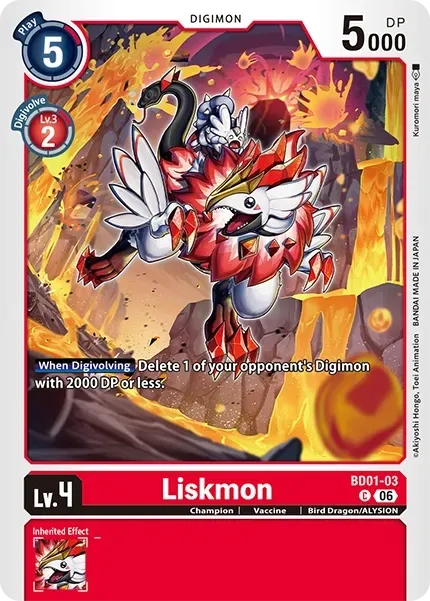 DIGIMON
Play
5
5000
DP
Digivolve
Lv.3
2
Kuromori maya
©Akiyoshi Hongo, Toei Animation BANDAI MADE IN JAPAN
When Digivolving Delete 1 of your opponent's Digimon
with 2000 DP or less.
Lv.4
Liskmon
BD01-03
C 06
Champion | Vaccine | Bird Dragon/ALYSION
Inherited Effect
–